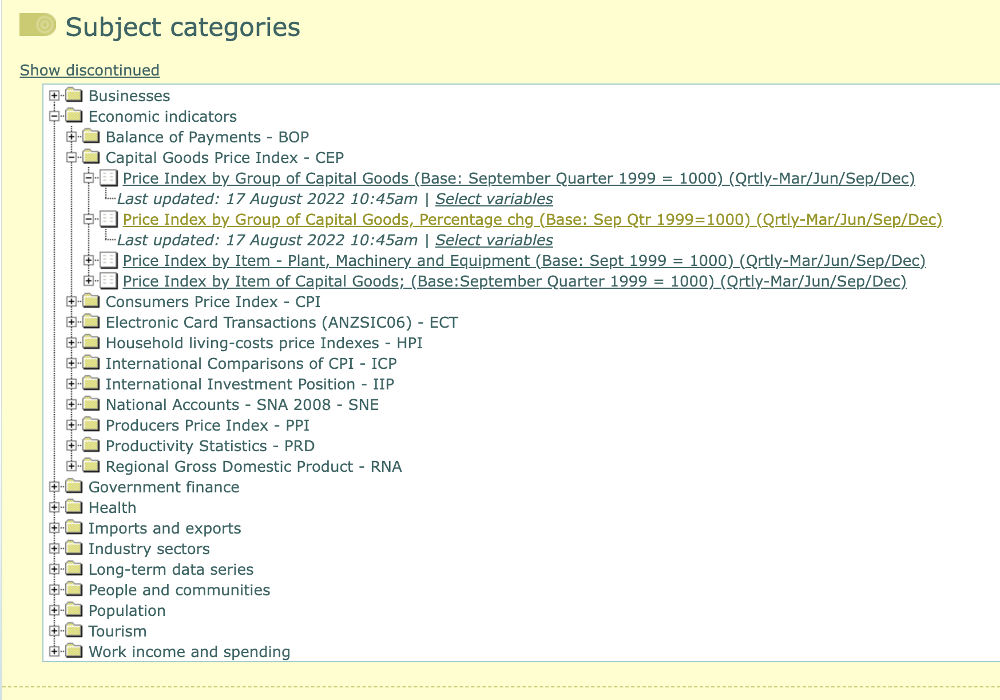 Subject categories
Show discontinued
Businesses
Economic indicators
Balance of Payments - BOP
Capital Goods Price Index - CEP
Price Index by Group of Capital Goods (Base: September Quarter 1999 = 1000) (Qrtly-Mar/Jun/Sep/Dec)
Last updated: 17 August 2022 10:45am | Select variables
Price Index by Group of Capital Goods, Percentage chg (Base: Sep Qtr 1999=1000) (Qrtly-Mar/Jun/Sep/Dec)
Last updated: 17 August 2022 10:45am | Select variables
Price Index by Item - Plant, Machinery and Equipment (Base: Sept 1999 = 1000) (Qrtly-Mar/Jun/Sep/Dec)
Price Index by Item of Capital Goods; (Base:September Quarter 1999 = 1000) (Qrtly-Mar/Jun/Sep/Dec)
Consumers Price Index - CPI
Electronic Card Transactions (ANZSIC06) - ECT
Household living-costs price Indexes - HPI
International Comparisons of CPI - ICP
International Investment Position - IIP
National Accounts - SNA 2008 - SNE
Producers Price Index - PPI
Productivity Statistics - PRD
Regional Gross Domestic Product - RNA
Government finance
Health
Imports and exports
Industry sectors
Long-term data series
People and communities
Population
Tourism
Work income and spending